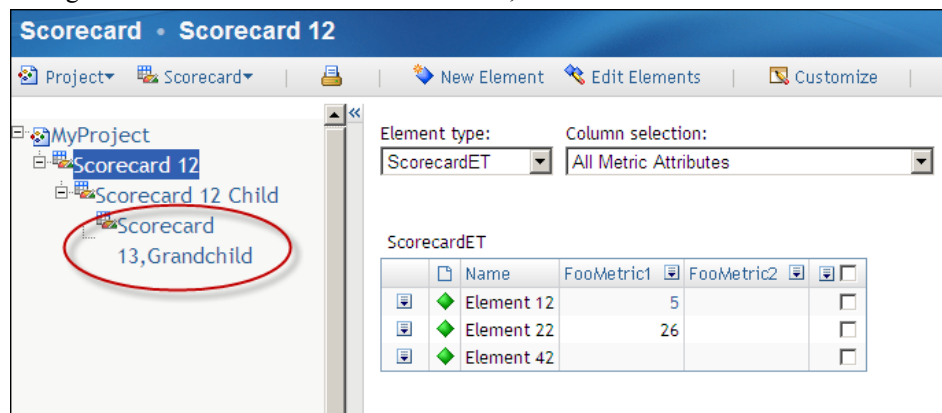 Scorecard • Scorecard 12
Project Scorecard | | New Element Edit Elements | Customize |
MyProject
Scorecard 12
Scorecard 12 Child
Scorecard
13,Grandchild
Element type: Column selection:
ScorecardET All Metric Attributes
ScorecardET
Name FooMetric1 FooMetric2
Element 12 5
Element 22 26
Element 42